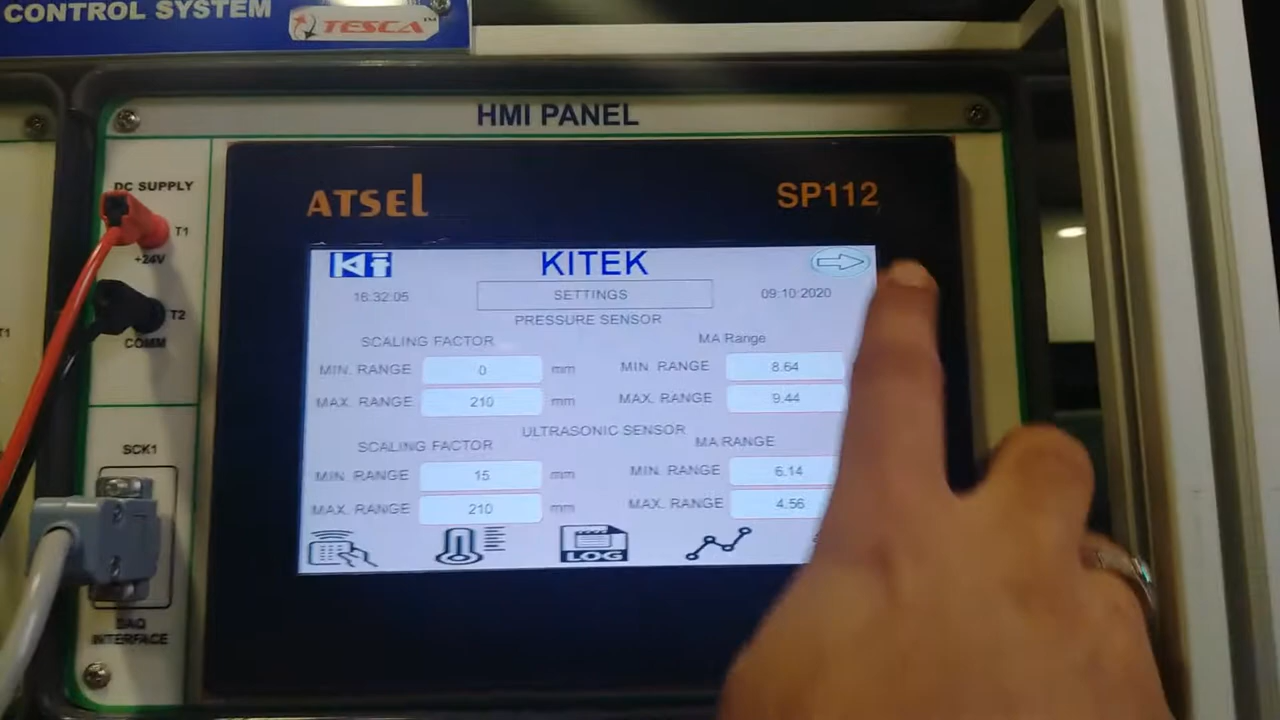 CONTROL SYSTEM
TESCA™
HMI PANEL
DC SUPPLY
T1
+24V
T2
COMM
T1
SCK1
DAQ
INTERFACE
ATSEL
SP112
Ki
KITEK
16:32:05
SETTINGS
09:10:2020
PRESSURE SENSOR
SCALING FACTOR
MA Range
MIN. RANGE 0 mm
MIN. RANGE 8.64
MAX. RANGE 210 mm
MAX. RANGE 9.44
ULTRASONIC SENSOR
SCALING FACTOR
MA RANGE
MIN. RANGE 15 mm
MIN. RANGE 6.14
MAX. RANGE 210 mm
MAX. RANGE 4.56
LOG